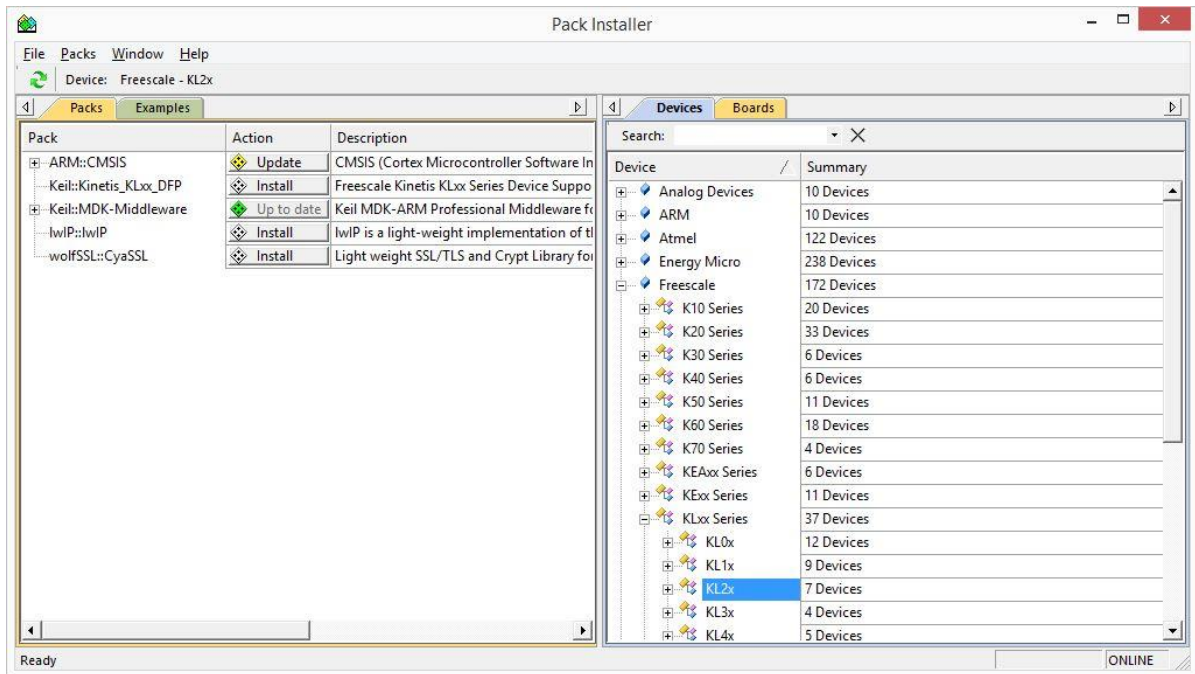 Pack Installer
File Packs Window Help
Device: Freescale - KL2x
Packs Examples
Pack Action Description
ARM::CMSIS Update CMSIS (Cortex Microcontroller Software In
Keil::Kinetis_KLxx_DFP Install Freescale Kinetis KLxx Series Device Suppo
Keil::MDK-Middleware Up to date Keil MDK-ARM Professional Middleware fo
lwIP::lwIP Install lwIP is a light-weight implementation of tl
wolfSSL::CyaSSL Install Light weight SSL/TLS and Crypt Library for
Devices Boards
Search:
Device Summary
Analog Devices 10 Devices
ARM 10 Devices
Atmel 122 Devices
Energy Micro 238 Devices
Freescale 172 Devices
K10 Series 20 Devices
K20 Series 33 Devices
K30 Series 6 Devices
K40 Series 6 Devices
K50 Series 11 Devices
K60 Series 18 Devices
K70 Series 4 Devices
KEAxx Series 6 Devices
KExx Series 11 Devices
KLxx Series 37 Devices
KL0x 12 Devices
KL1x 9 Devices
KL2x 7 Devices
KL3x 4 Devices
KL4x 5 Devices
Ready ONLINE